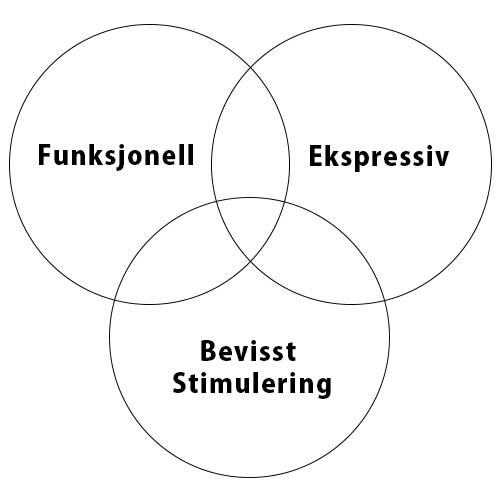 Funksjonell
Ekspressiv
Bevisst
Stimulering